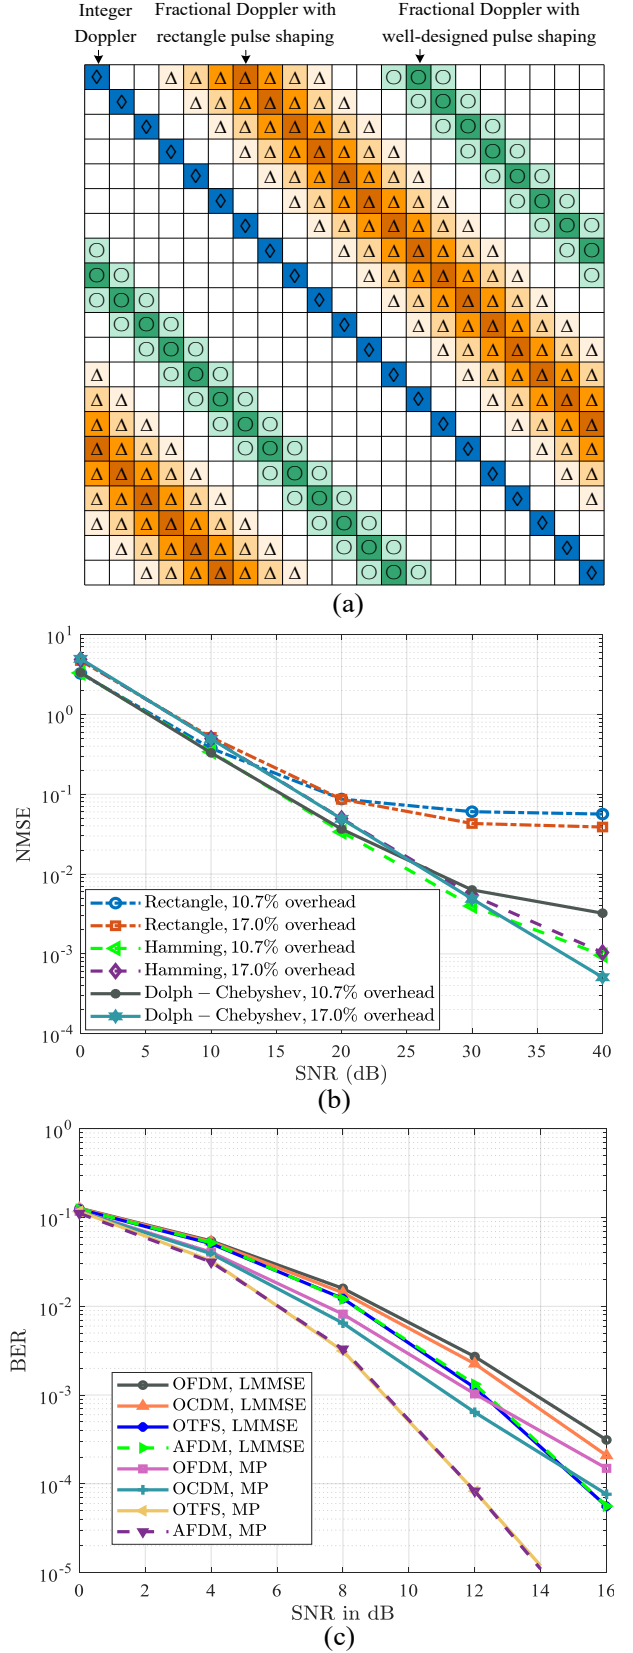 Integer
Doppler
Fractional Doppler with
rectangle pulse shaping
Fractional Doppler with
well-designed pulse shaping
(a)
10^1
10^0
10^-1
10^-2
10^-3
10^-4
NMSE
Rectangle, 10.7% overhead
Rectangle, 17.0% overhead
Hamming, 10.7% overhead
Hamming, 17.0% overhead
Dolph − Chebyshev, 10.7% overhead
Dolph − Chebyshev, 17.0% overhead
0 5 10 15 20 25 30 35 40
SNR (dB)
(b)
10^0
10^-1
10^-2
10^-3
10^-4
10^-5
BER
OFDM, LMMSE
OCDM, LMMSE
OTFS, LMMSE
AFDM, LMMSE
OFDM, MP
OCDM, MP
OTFS, MP
AFDM, MP
0 2 4 6 8 10 12 14 16
SNR in dB
(c)